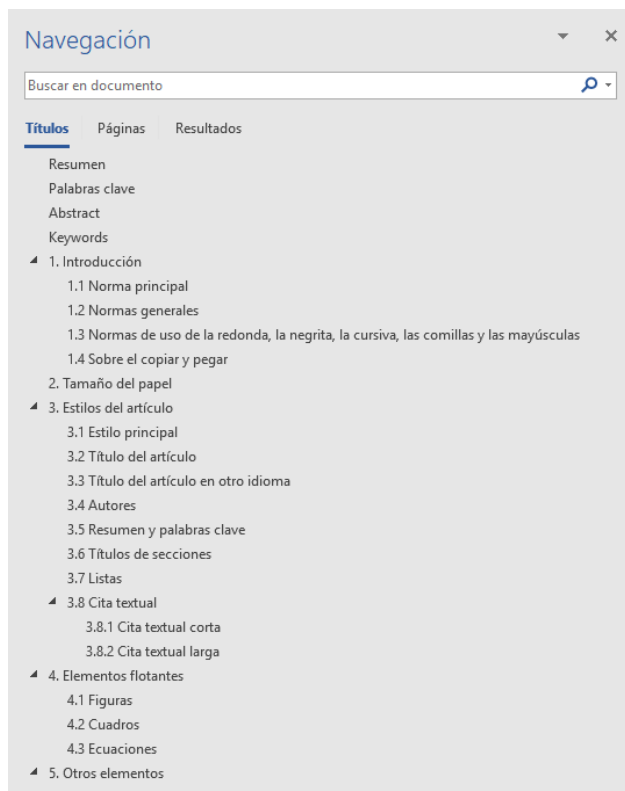 Navegación
Buscar en documento
Títulos Páginas Resultados
Resumen
Palabras clave
Abstract
Keywords
1. Introducción
1.1 Norma principal
1.2 Normas generales
1.3 Normas de uso de la redonda, la negrita, la cursiva, las comillas y las mayúsculas
1.4 Sobre el copiar y pegar
2. Tamaño del papel
3. Estilos del artículo
3.1 Estilo principal
3.2 Título del artículo
3.3 Título del artículo en otro idioma
3.4 Autores
3.5 Resumen y palabras clave
3.6 Títulos de secciones
3.7 Listas
3.8 Cita textual
3.8.1 Cita textual corta
3.8.2 Cita textual larga
4. Elementos flotantes
4.1 Figuras
4.2 Cuadros
4.3 Ecuaciones
5. Otros elementos